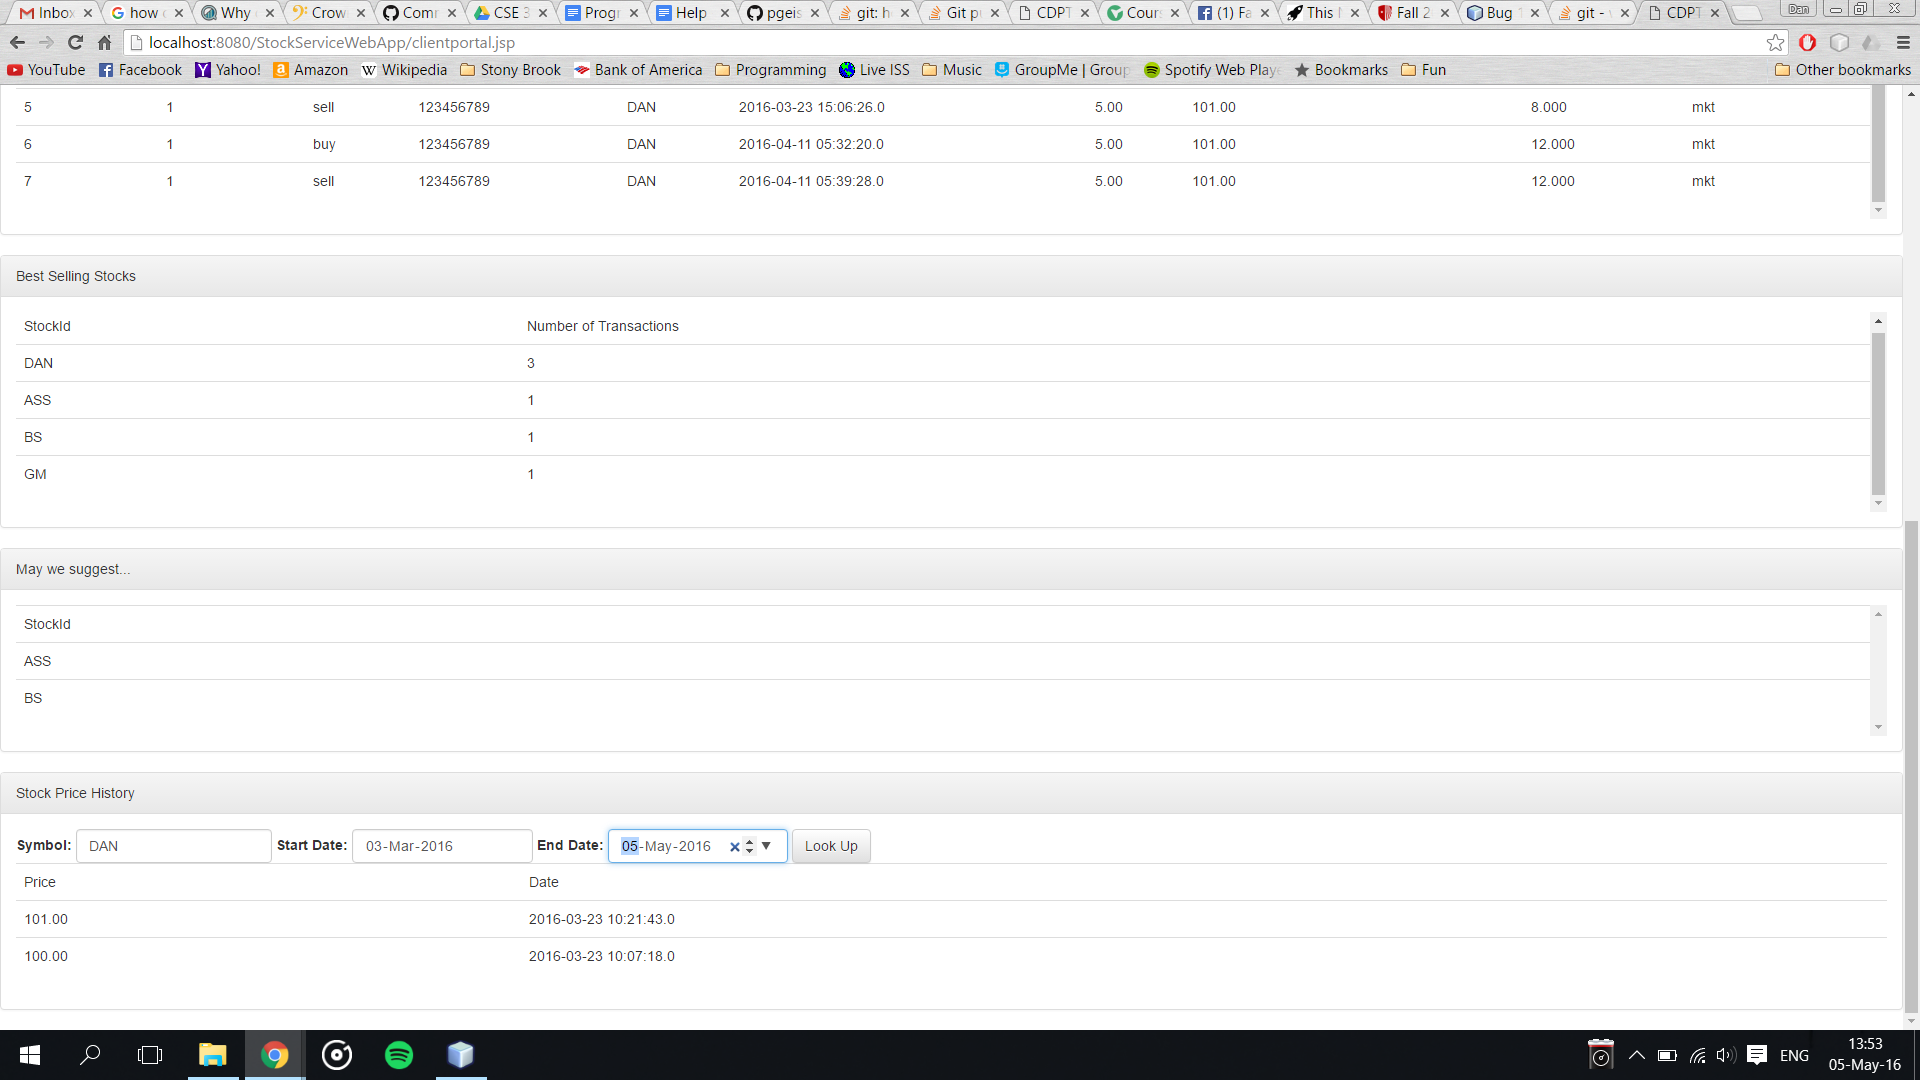 Inbox how Why Crow Comm CSE 3 Progr Help pgeis git: h Git p CDPT Cours (1) Fa This N Fall 2 Bug 1 git - CDPT Dan
localhost:8080/StockServiceWebApp/clientportal.jsp
YouTube Facebook Yahoo! Amazon Wikipedia Stony Brook Bank of America Programming Live ISS Music GroupMe | Group Spotify Web Playe Bookmarks Fun Other bookmarks
5 1 sell 123456789 DAN 2016-03-23 15:06:26.0 5.00 101.00 8.000 mkt
6 1 buy 123456789 DAN 2016-04-11 05:32:20.0 5.00 101.00 12.000 mkt
7 1 sell 123456789 DAN 2016-04-11 05:39:28.0 5.00 101.00 12.000 mkt
Best Selling Stocks
StockId Number of Transactions
DAN 3
ASS 1
BS 1
GM 1
May we suggest...
StockId
ASS
BS
Stock Price History
Symbol: DAN Start Date: 03-Mar-2016 End Date: 05-May-2016 Look Up
Price Date
101.00 2016-03-23 10:21:43.0
100.00 2016-03-23 10:07:18.0
ENG 13:53
05-May-16